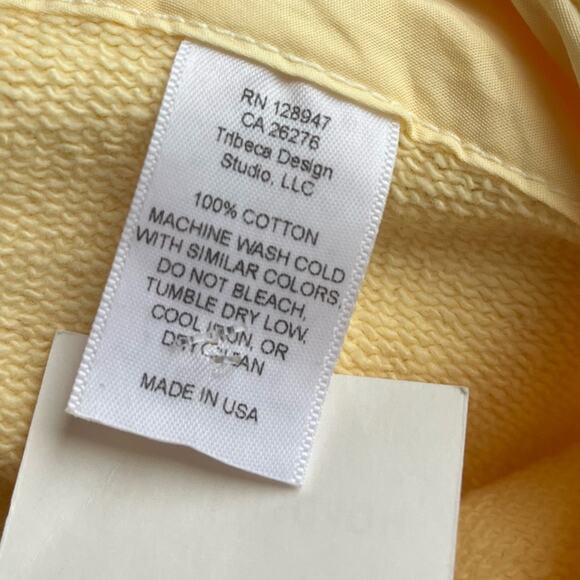 RN 128947
CA 26276
Tribeca Design
Studio, LLC
100% COTTON
MACHINE WASH COLD
WITH SIMILAR COLORS
DO NOT BLEACH,
TUMBLE DRY LOW,
COOL IRON, OR
DRY CLEAN
MADE IN USA